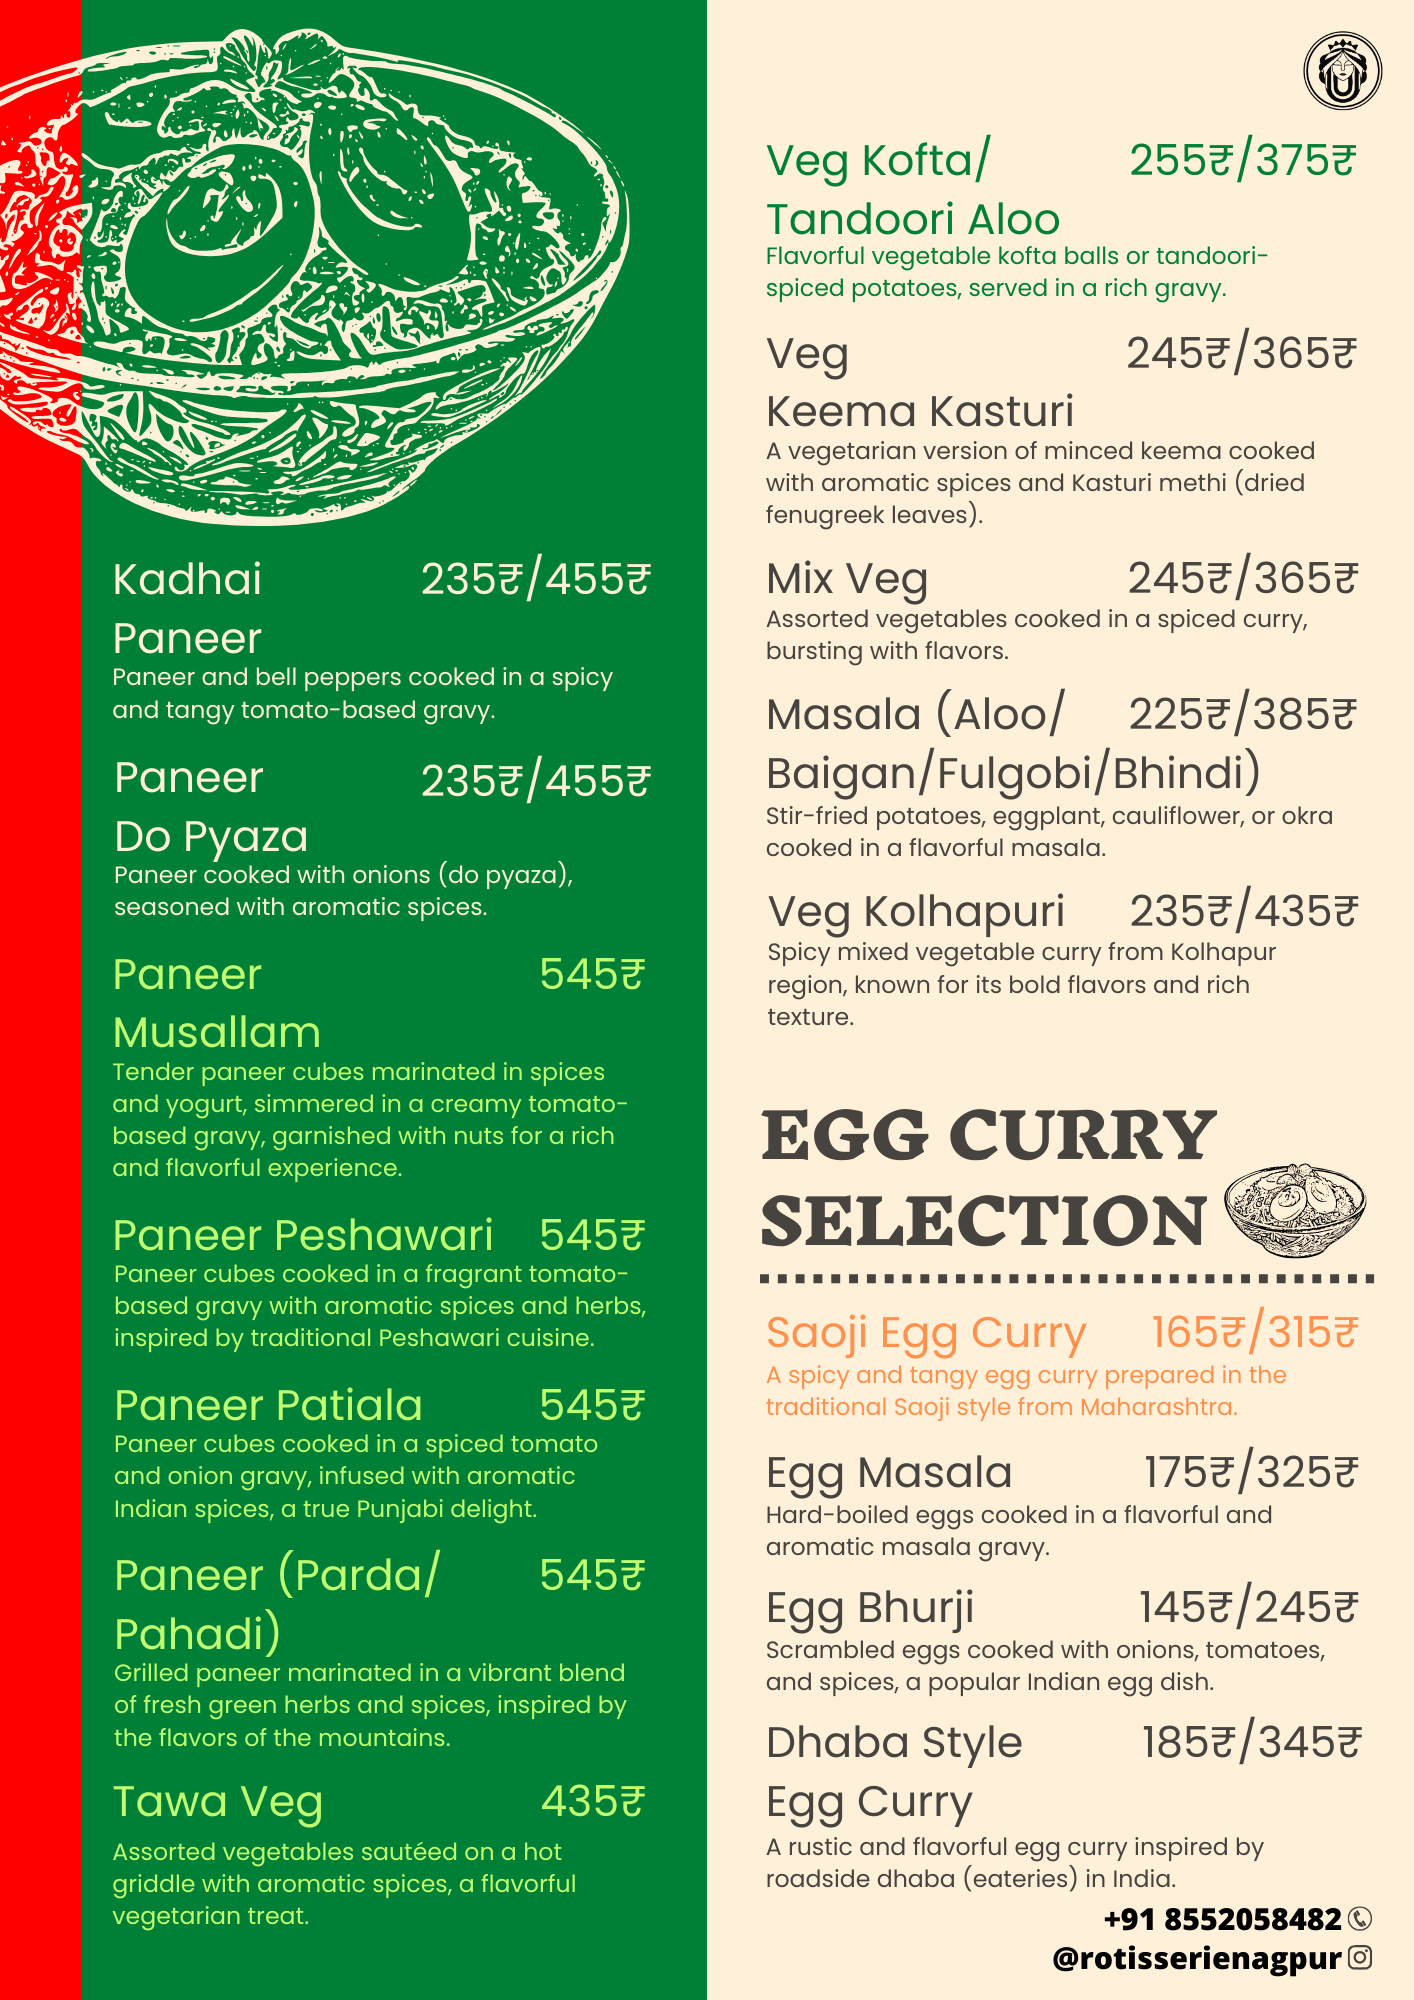 Kadhai 235₹/455₹
Paneer
Paneer and bell peppers cooked in a spicy
and tangy tomato-based gravy.
Paneer 235₹/455₹
Do Pyaza
Paneer cooked with onions (do pyaza),
seasoned with aromatic spices.
Paneer 545₹
Musallam
Tender paneer cubes marinated in spices
and yogurt, simmered in a creamy tomato-
based gravy, garnished with nuts for a rich
and flavorful experience.
Paneer Peshawari 545₹
Paneer cubes cooked in a fragrant tomato-
based gravy with aromatic spices and herbs,
inspired by traditional Peshawari cuisine.
Paneer Patiala 545₹
Paneer cubes cooked in a spiced tomato
and onion gravy, infused with aromatic
Indian spices, a true Punjabi delight.
Paneer (Parda/ 545₹
Pahadi)
Grilled paneer marinated in a vibrant blend
of fresh green herbs and spices, inspired by
the flavors of the mountains.
Tawa Veg 435₹
Assorted vegetables sautéed on a hot
griddle with aromatic spices, a flavorful
vegetarian treat.
Veg Kofta/ 255₹/375₹
Tandoori Aloo
Flavorful vegetable kofta balls or tandoori-
spiced potatoes, served in a rich gravy.
Veg 245₹/365₹
Keema Kasturi
A vegetarian version of minced keema cooked
with aromatic spices and Kasturi methi (dried
fenugreek leaves).
Mix Veg 245₹/365₹
Assorted vegetables cooked in a spiced curry,
bursting with flavors.
Masala (Aloo/ 225₹/385₹
Baigan/Fulgobi/Bhindi)
Stir-fried potatoes, eggplant, cauliflower, or okra
cooked in a flavorful masala.
Veg Kolhapuri 235₹/435₹
Spicy mixed vegetable curry from Kolhapur
region, known for its bold flavors and rich
texture.
EGG CURRY
SELECTION
Saoji Egg Curry 165₹/315₹
A spicy and tangy egg curry prepared in the
traditional Saoji style from Maharashtra.
Egg Masala 175₹/325₹
Hard-boiled eggs cooked in a flavorful and
aromatic masala gravy.
Egg Bhurji 145₹/245₹
Scrambled eggs cooked with onions, tomatoes,
and spices, a popular Indian egg dish.
Dhaba Style 185₹/345₹
Egg Curry
A rustic and flavorful egg curry inspired by
roadside dhaba (eateries) in India.
+91 8552058482
@rotisserienagpur